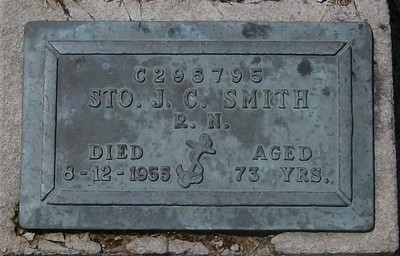 C295795
STO. J. C. SMITH
R. N.
DIED AGED
8-12-1955 73 YRS.